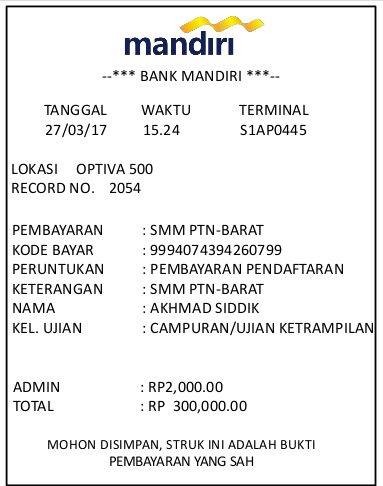 mandiri
--*** BANK MANDIRI ***--
TANGGAL WAKTU TERMINAL
27/03/17 15.24 S1AP0445
LOKASI OPTIVA 500
RECORD NO. 2054
PEMBAYARAN : SMM PTN-BARAT
KODE BAYAR : 9994074394260799
PERUNTUKAN : PEMBAYARAN PENDAFTARAN
KETERANGAN : SMM PTN-BARAT
NAMA : AKHMAD SIDDIK
KEL. UJIAN : CAMPURAN/UJIAN KETRAMPILAN
ADMIN : RP2,000.00
TOTAL : RP 300,000.00
MOHON DISIMPAN, STRUK INI ADALAH BUKTI
PEMBAYARAN YANG SAH